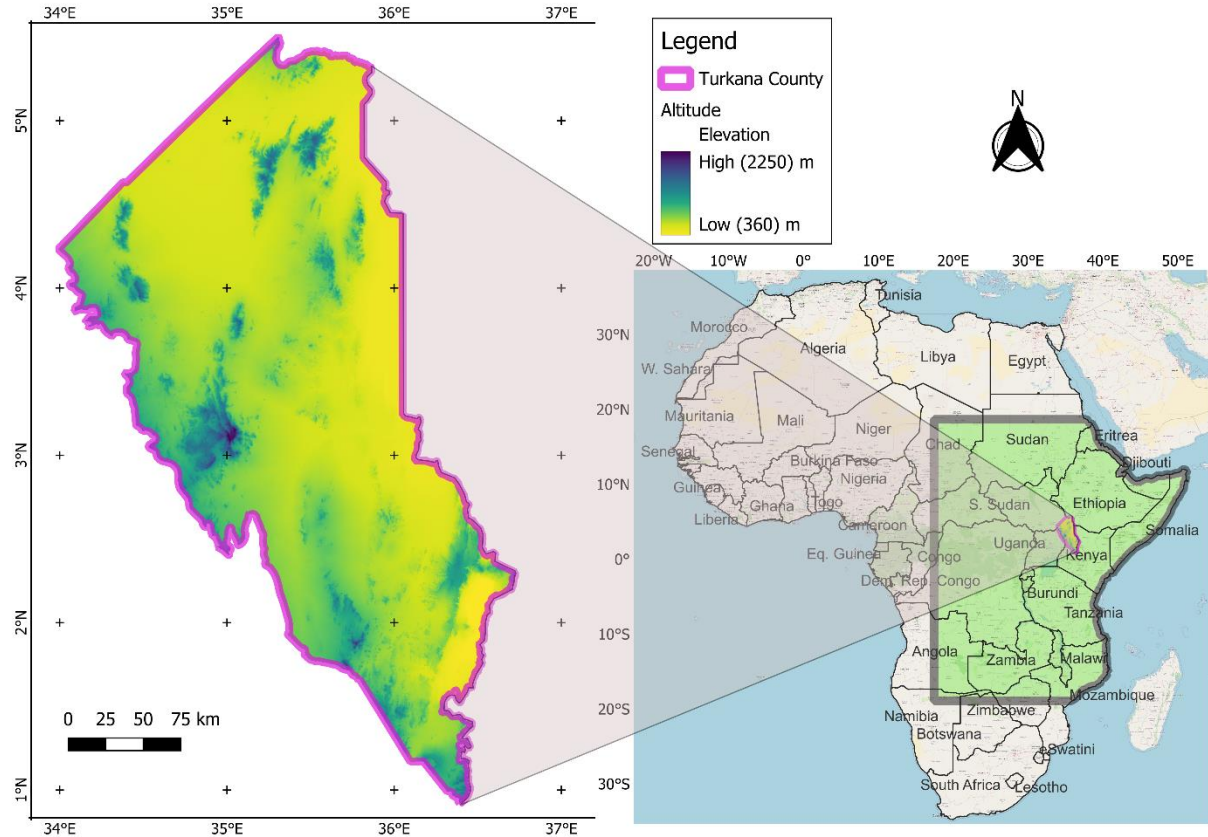 34°E 35°E 36°E
5°N
4°N
3°N
2°N
1°N
0 25 50 75 km
34°E 35°E 36°E
Legend
Turkana County
Altitude
Elevation
High (2250) m
Low (360) m
N
20°W 10°W 0°E 10°E 20°E 30°E 40°E 50°E
30°N
20°N
10°N
0°
10°S
20°S
30°S
Tunisia
Morocco
Algeria
Libya
Egypt
W. Sahara
Mauritania
Mali
Niger
Chad
Sudan
Eritrea
Senegal
Burkina Faso
Djibouti
Guinea
Nigeria
Ghana
Togo
S. Sudan
Ethiopia
Liberia
Cameroon
Somalia
Uganda
Eq. Guinea
Congo
Kenya
Dem. Rep. Congo
Burundi
Tanzania
Angola
Zambia
Malawi
Mozambique
Namibia
Zimbabwe
Botswana
eSwatini
South Africa
Lesotho